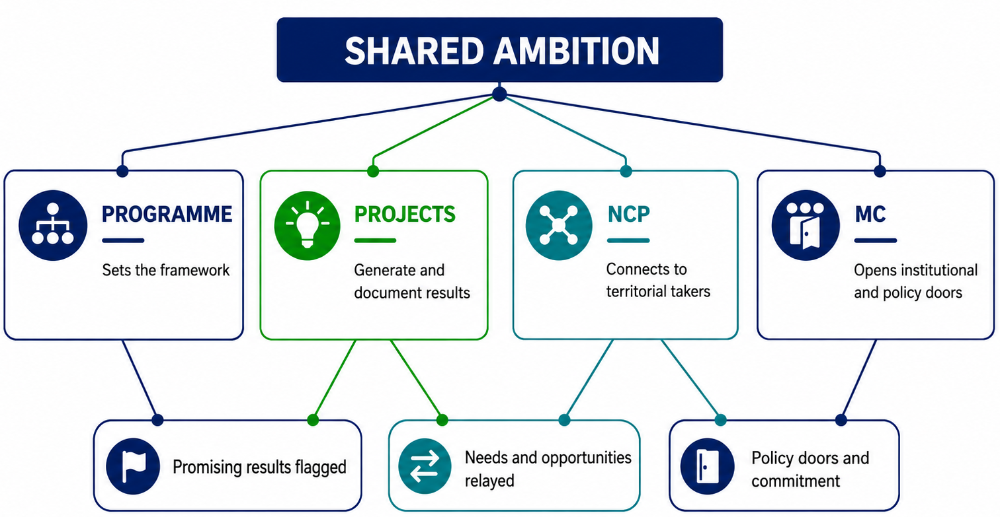 SHARED AMBITION
PROGRAMME
Sets the framework
PROJECTS
Generate and
document results
NCP
Connects to
territorial takers
MC
Opens institutional
and policy doors
Promising results flagged
Needs and opportunities
relayed
Policy doors and
commitment